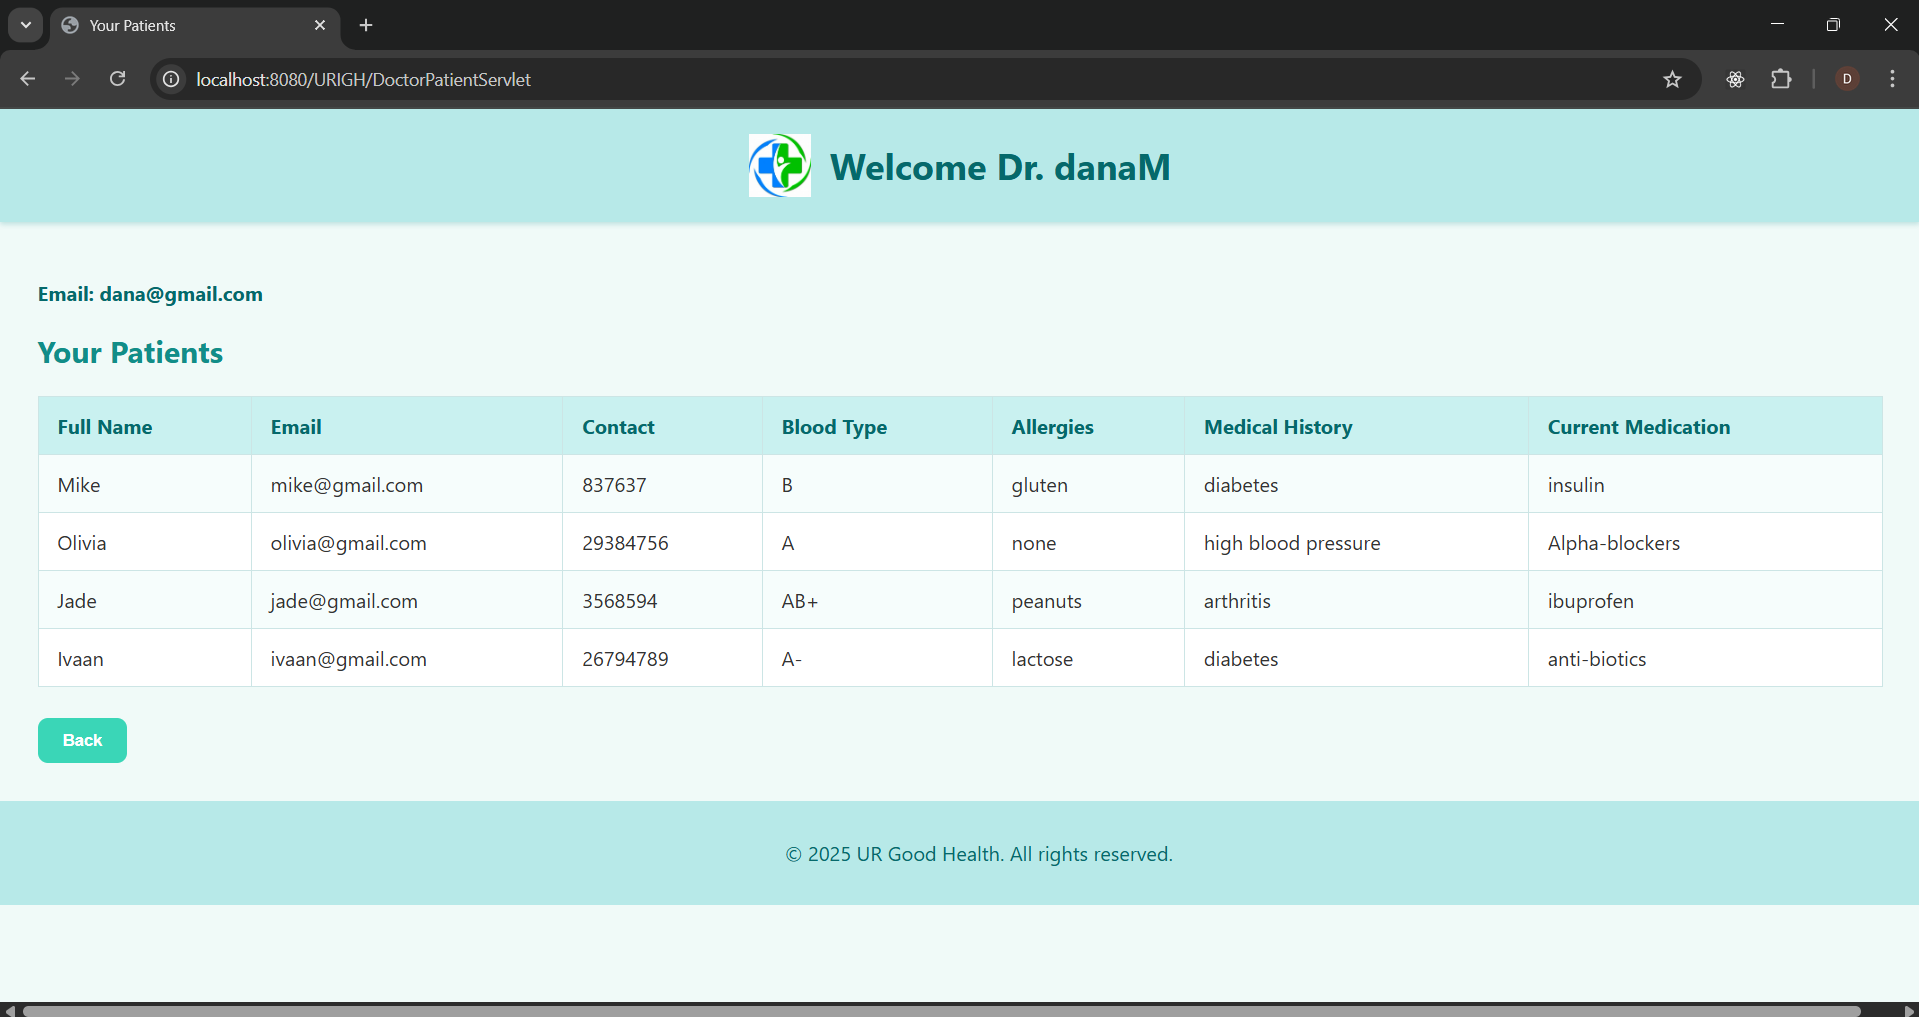 Your Patients
localhost:8080/URIGH/DoctorPatientServlet
D
Welcome Dr. danaM
Email: dana@gmail.com
Your Patients
Full Name Email Contact Blood Type Allergies Medical History Current Medication
Mike mike@gmail.com 837637 B gluten diabetes insulin
Olivia olivia@gmail.com 29384756 A none high blood pressure Alpha-blockers
Jade jade@gmail.com 3568594 AB+ peanuts arthritis ibuprofen
Ivaan ivaan@gmail.com 26794789 A- lactose diabetes anti-biotics
Back
© 2025 UR Good Health. All rights reserved.